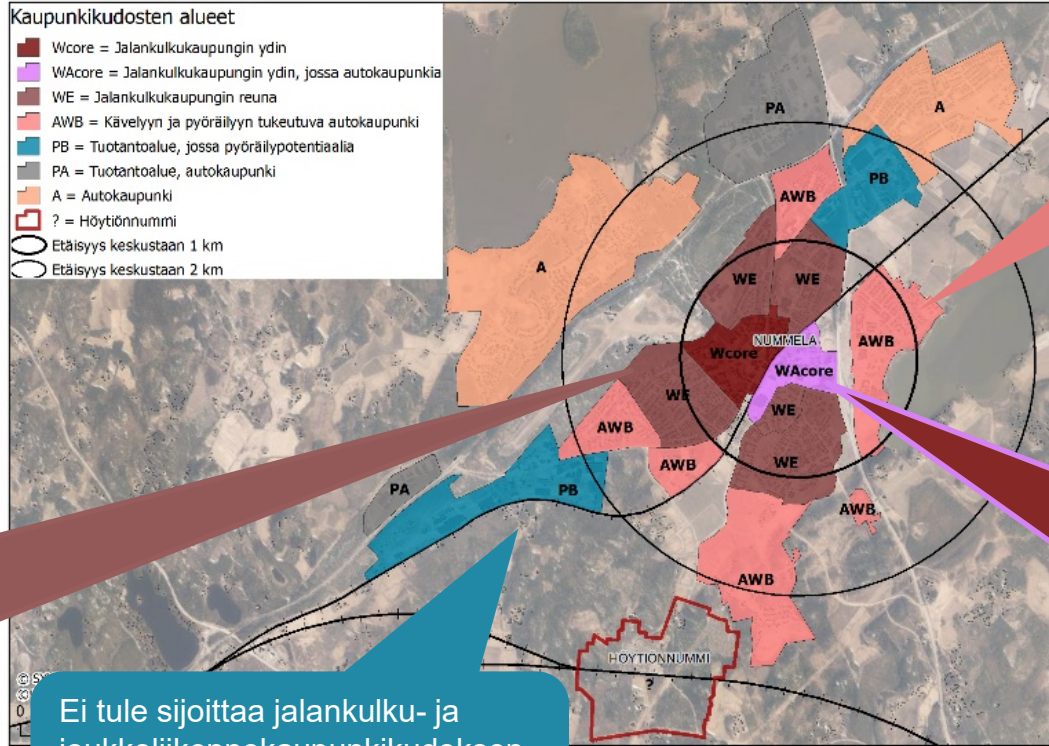 Kaupunkikudosten alueet
Wcore = Jalankulkukaupungin ydin
WAcore = Jalankulkukaupungin ydin, jossa autokaupunkia
WE = Jalankulkukaupungin reuna
AWB = Kävelyyn ja pyöräilyyn tukeutuva autokaupunki
PB = Tuotantoalue, jossa pyöräilypotentiaalia
PA = Tuotantoalue, autokaupunki
A = Autokaupunki
? = Höytiönnummi
Etäisyys keskustaan 1 km
Etäisyys keskustaan 2 km
PA
A
PB
AWB
A
WE
WE
NUMMELA
Wcore
WAcore
AWB
WE
WE
AWB
WE
AWB
PA
PB
AWB
AWB
HÖYTIÖNNUMMI
?
0
Ei tule sijoittaa jalankulku- ja